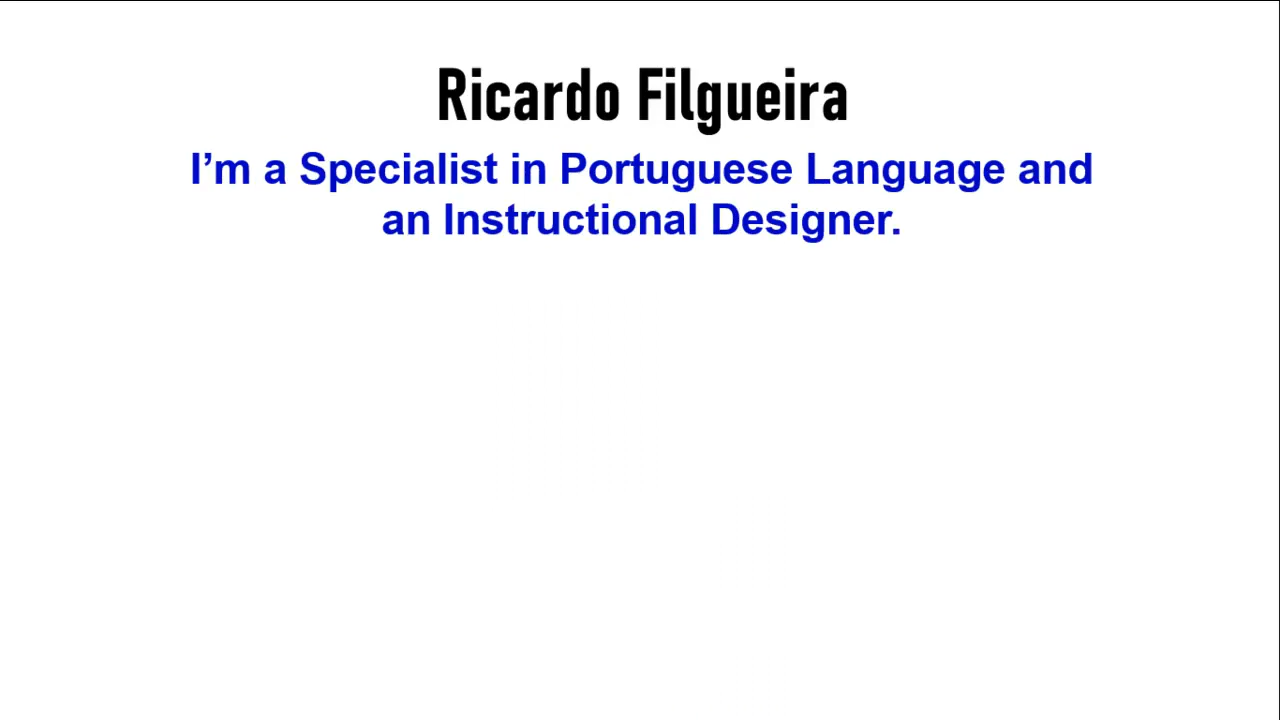 Ricardo Filgueira
I’m a Specialist in Portuguese Language and
an Instructional Designer.